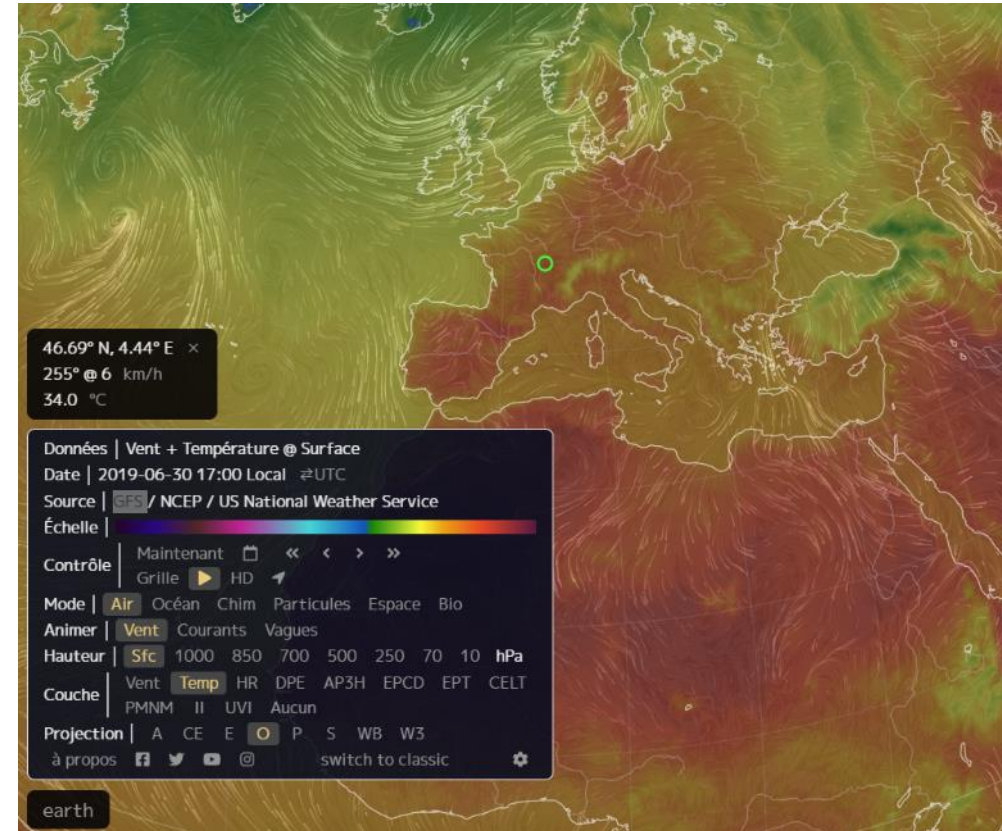 46.69° N, 4.44° E ×
255° @ 6 km/h
34.0 °C
Données | Vent + Température @ Surface
Date | 2019-06-30 17:00 Local ⇄UTC
Source | GFS / NCEP / US National Weather Service
Échelle |
Contrôle | Maintenant « ‹ › »
Grille HD
Mode | Air Océan Chim Particules Espace Bio
Animer | Vent Courants Vagues
Hauteur | Sfc 1000 850 700 500 250 70 10 hPa
Couche | Vent Temp HR DPE AP3H EPCD EPT CELT
PMNM II UVI Aucun
Projection | A CE E O P S WB W3
à propos switch to classic
earth